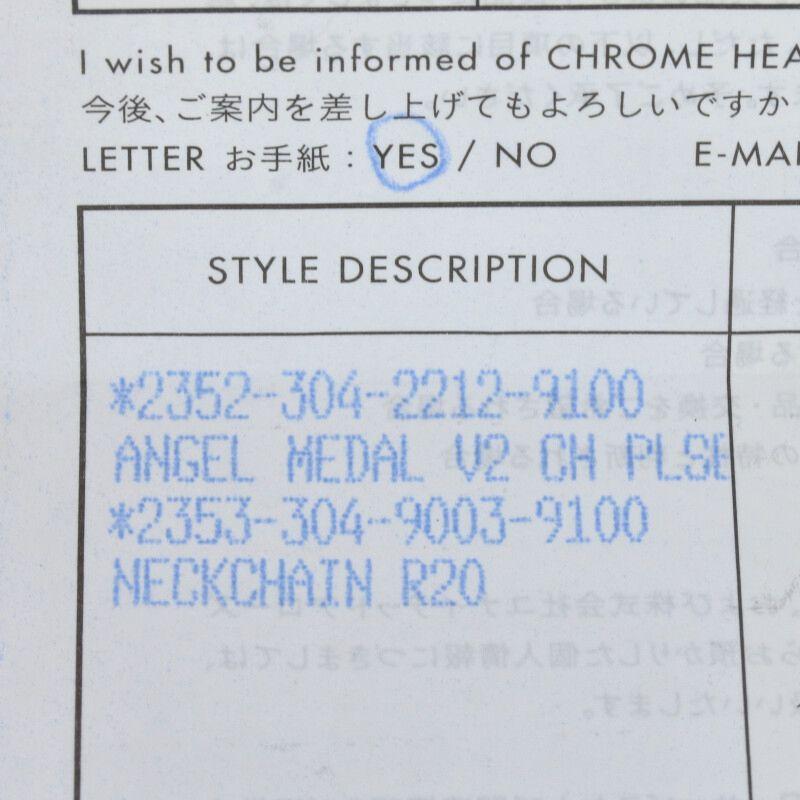 I wish to be informed of CHROME HEA
今後、ご案内を差し上げてもよろしいですか
LETTER お手紙 : YES / NO E-MAI
STYLE DESCRIPTION
*2352-304-2212-9100
ANGEL MEDAL V2 CH PLSE
*2353-304-9003-9100
NECKCHAIN R20